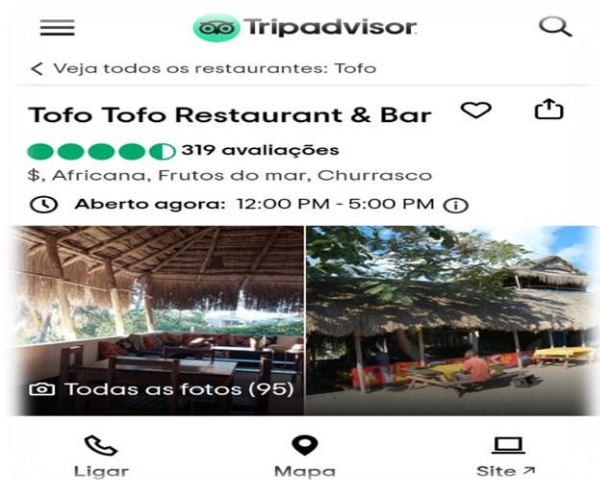 Tripadvisor
Veja todos os restaurantes: Tofo
Tofo Tofo Restaurant & Bar
319 avaliações
$, Africana, Frutos do mar, Churrasco
Aberto agora: 12:00 PM - 5:00 PM
Todas as fotos (95)
Ligar
Mapa
Site